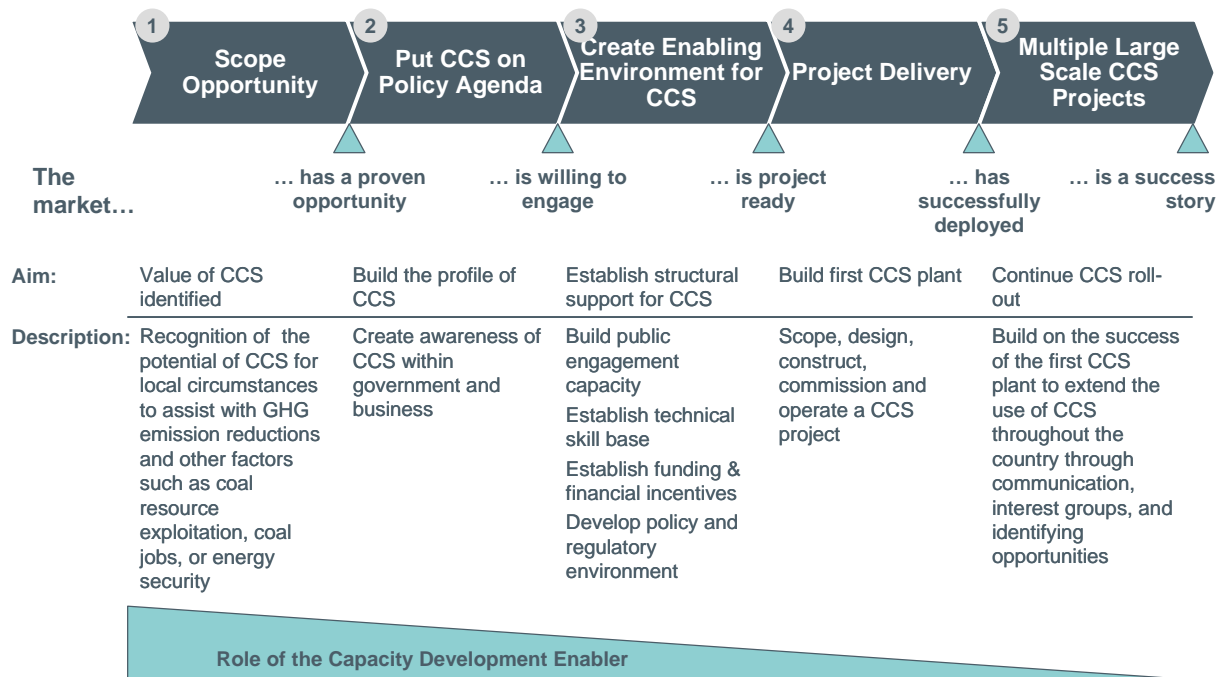 1
Scope
Opportunity
2
Put CCS on
Policy Agenda
3
Create Enabling
Environment for
CCS
4
Project Delivery
5
Multiple Large
Scale CCS
Projects
The
market…
… has a proven
opportunity
… is willing to
engage
… is project
ready
… has
successfully
deployed
… is a success
story
Aim:
Value of CCS
identified
Build the profile of
CCS
Establish structural
support for CCS
Build first CCS plant
Continue CCS roll-
out
Description:
Recognition of the
potential of CCS for
local circumstances
to assist with GHG
emission reductions
and other factors
such as coal
resource
exploitation, coal
jobs, or energy
security
Create awareness of
CCS within
government and
business
Build public
engagement
capacity
Establish technical
skill base
Establish funding &
financial incentives
Develop policy and
regulatory
environment
Scope, design,
construct,
commission and
operate a CCS
project
Build on the success
of the first CCS
plant to extend the
use of CCS
throughout the
country through
communication,
interest groups, and
identifying
opportunities
Role of the Capacity Development Enabler